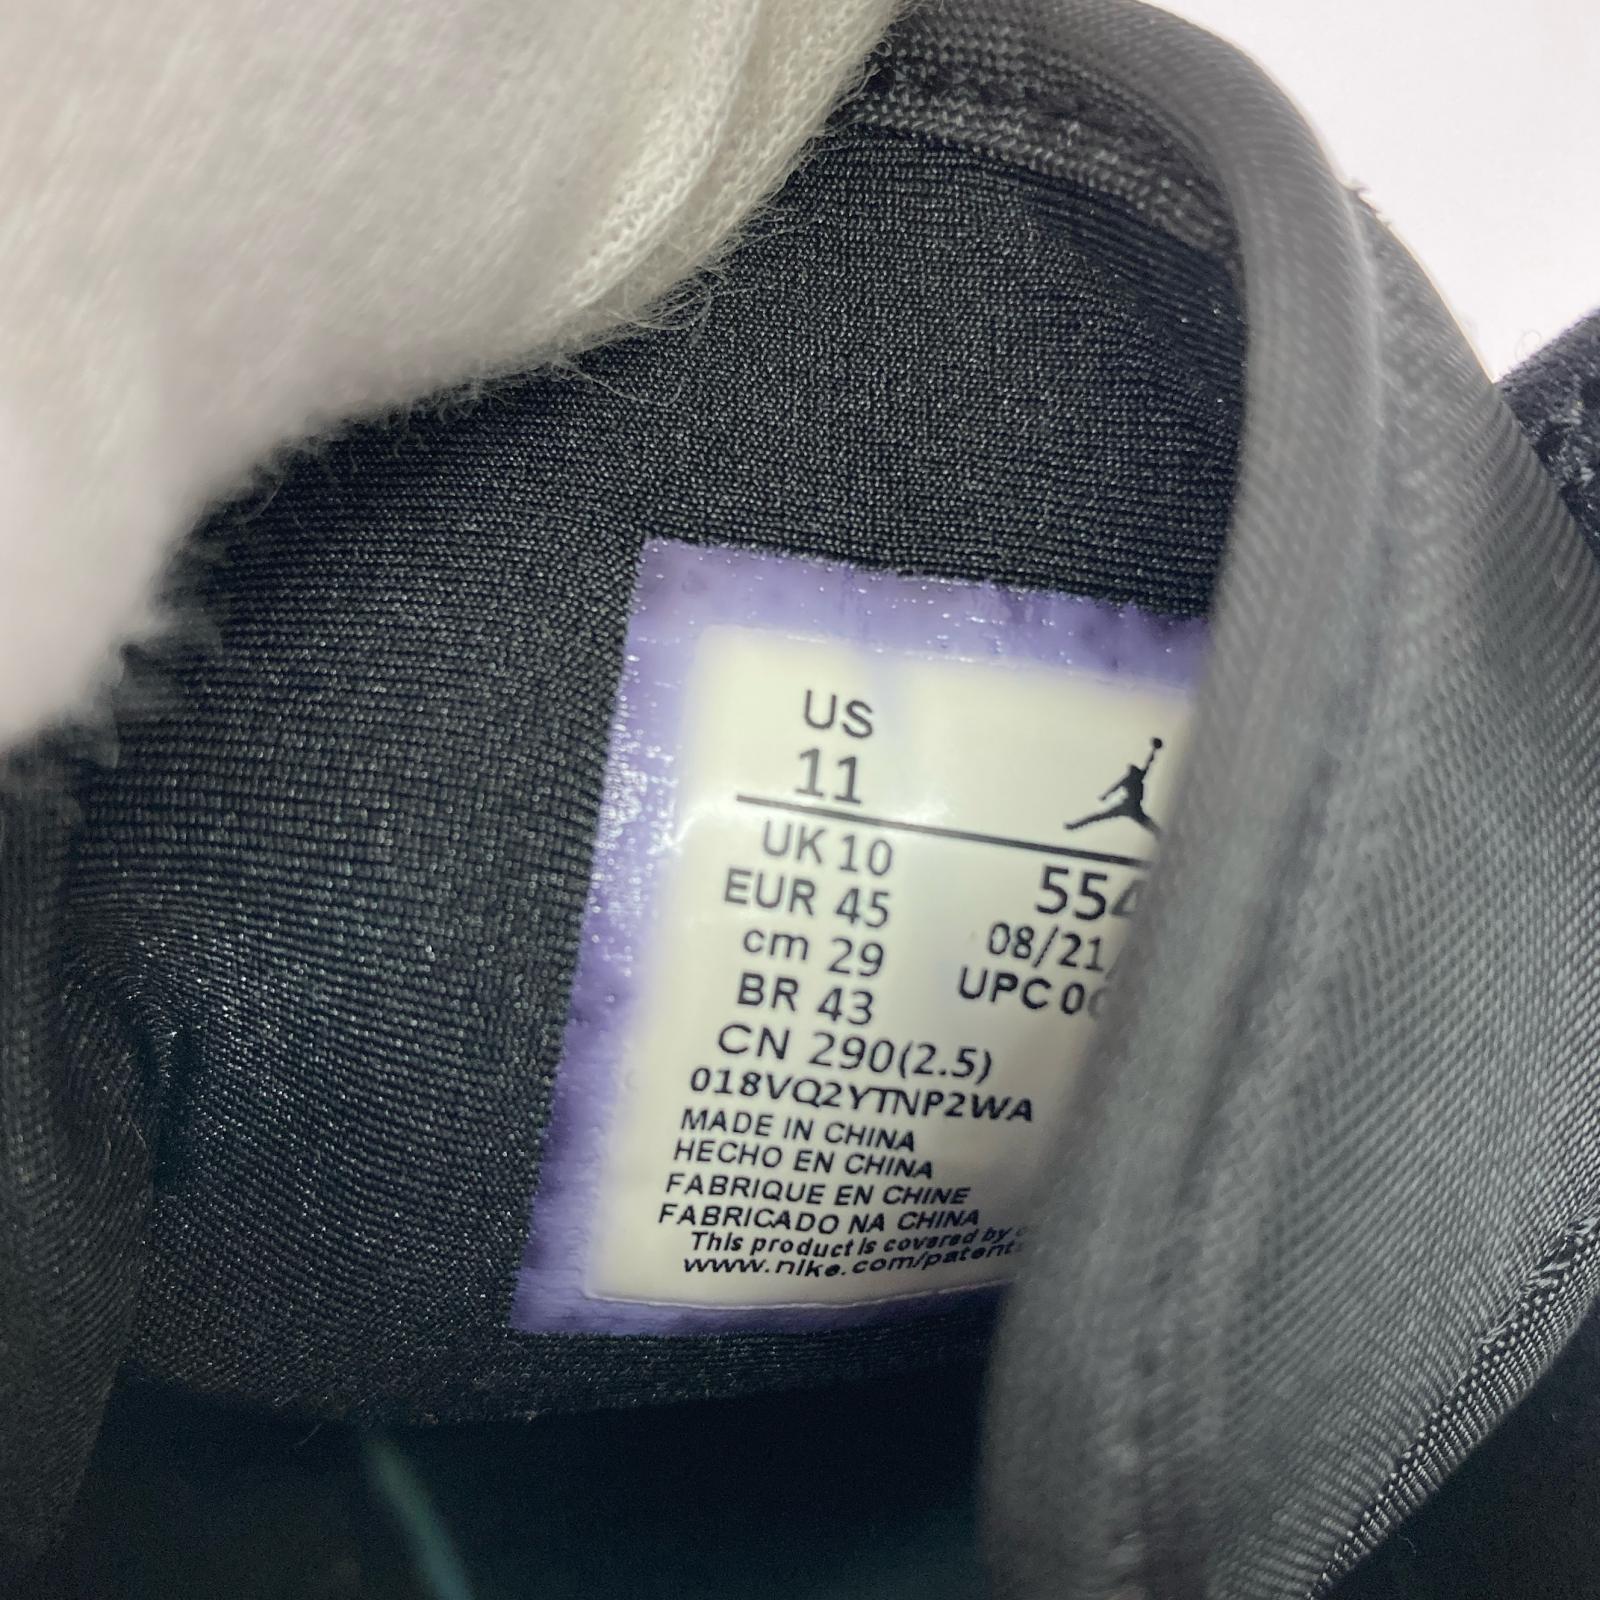 US
11
UK 10
EUR 45
cm 29
BR 43
CN 290(2.5)
554
08/21/
UPC 00
018VQ2YTNP2WA
MADE IN CHINA
HECHO EN CHINA
FABRIQUE EN CHINE
FABRICADO NA CHINA
This product is covered by
www.nike.com/patents